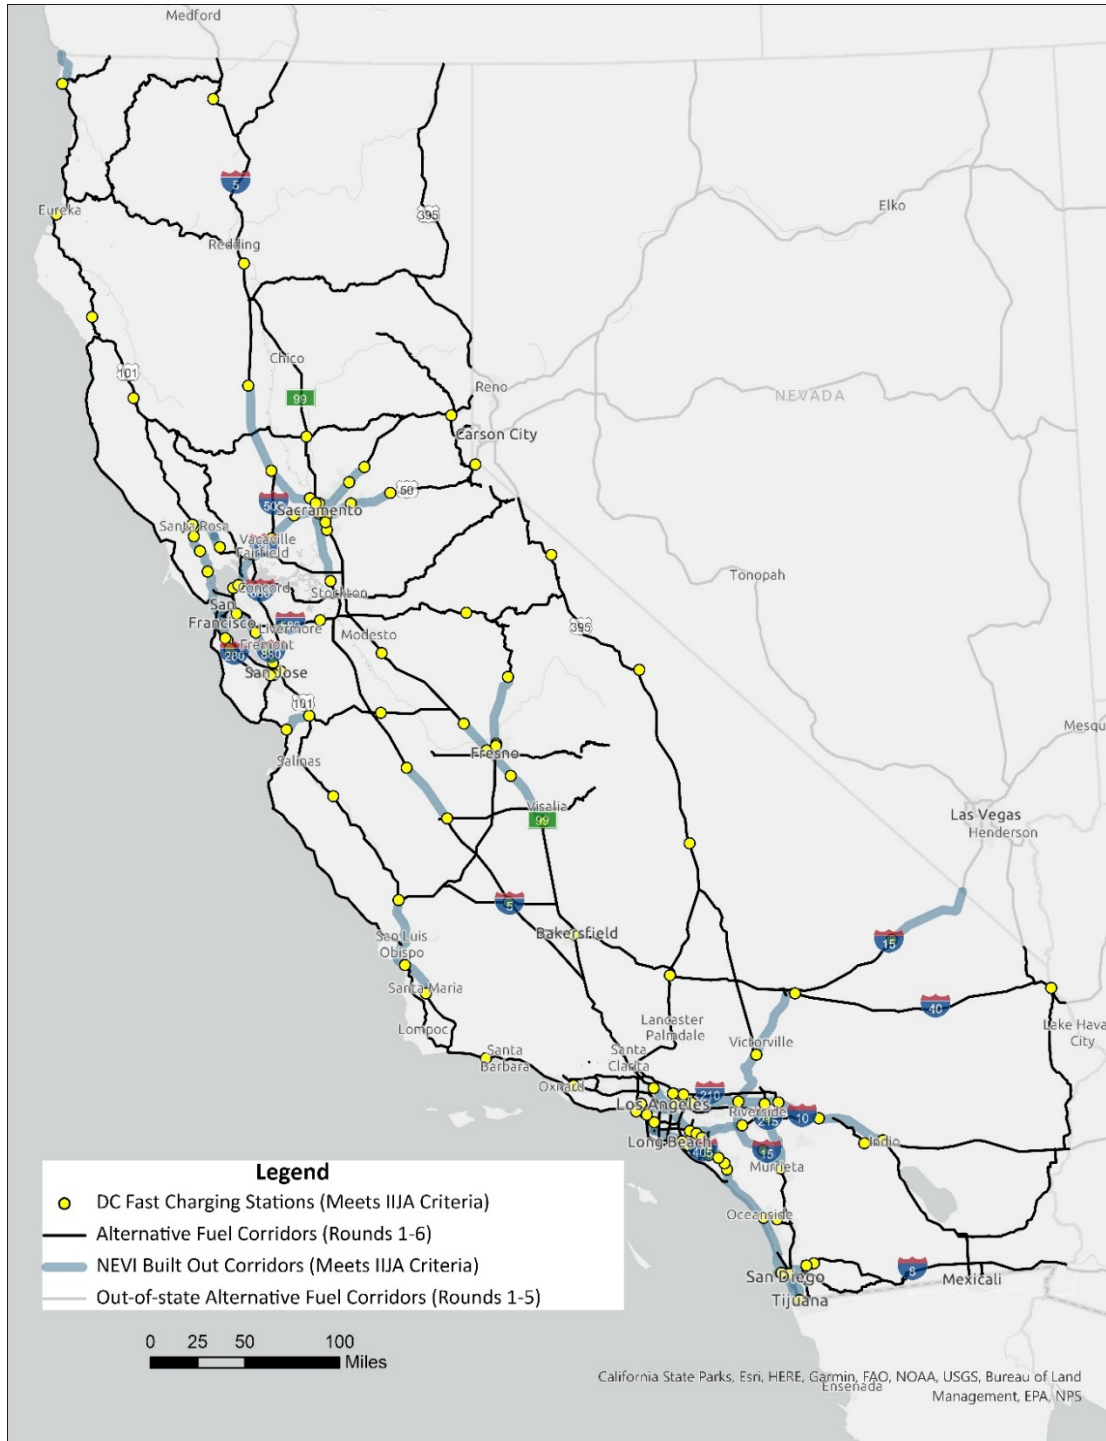 Medford
5
Eureka
395
Elko
Redding
Chico
101
Reno
99
NEVADA
Carson City
50
505
Sacramento
Santa Rosa
Vacaville
Fairfield
Tonopah
Concord
Stockton
San
Francisco
Livermore
Modesto
395
Fremont
280
880
San Jose
101
Mesqu
Salinas
Fresno
Visalia
99
Las Vegas
Henderson
5
San Luis
Obispo
Bakersfield
15
Santa Maria
40
Lompoc
Lancaster
Palmdale
Lake Hava
City
Victorville
Santa
Barbara
Santa
Clarita
Oxnard
210
Los Angeles
Riverside
215
10
Long Beach
405
15
Indio
Murrieta
Oceanside
San Diego
8
Mexicali
Tijuana
Legend
DC Fast Charging Stations (Meets IIJA Criteria)
Alternative Fuel Corridors (Rounds 1-6)
NEVI Built Out Corridors (Meets IIJA Criteria)
Out-of-state Alternative Fuel Corridors (Rounds 1-5)
0 25 50 100
Miles
California State Parks, Esri, HERE, Garmin, FAO, NOAA, USGS, Bureau of Land
Ensenada
Management, EPA, NPS